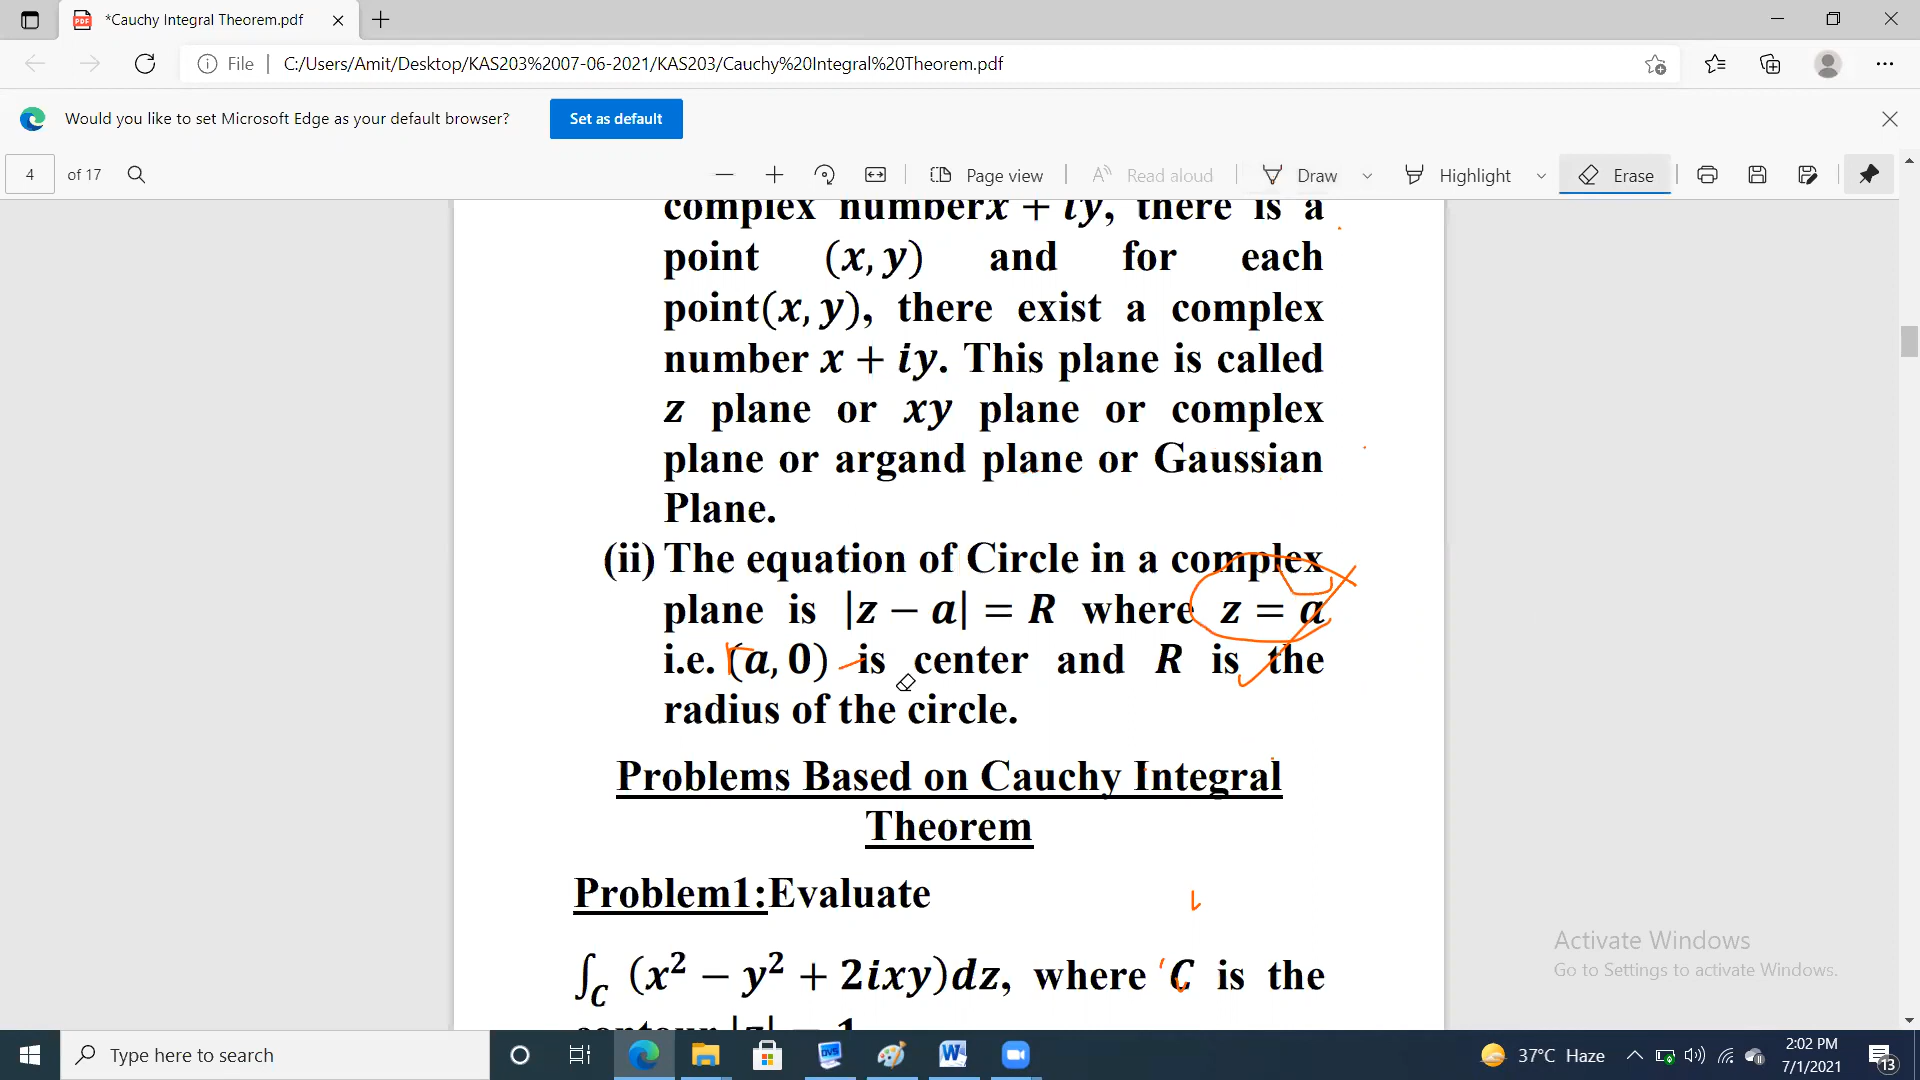 *Cauchy Integral Theorem.pdf
File C:/Users/Amit/Desktop/KAS203%2007-06-2021/KAS203/Cauchy%20Integral%20Theorem.pdf
Would you like to set Microsoft Edge as your default browser? Set as default
4 of 17 Page view Read aloud Draw Highlight Erase
complex numberx + iy, there is a
point (x, y) and for each
point(x, y), there exist a complex
number x + iy. This plane is called
z plane or xy plane or complex
plane or argand plane or Gaussian
Plane.
(ii) The equation of Circle in a complex
plane is |z − a| = R where z = a
i.e. (a, 0) is center and R is the
radius of the circle.
Problems Based on Cauchy Integral
Theorem
Problem1:Evaluate
∫C (x² − y² + 2ixy)dz, where C is the
contour |z| = 1
Activate Windows
Go to Settings to activate Windows.
Type here to search
37°C Haze
2:02 PM
7/1/2021
13